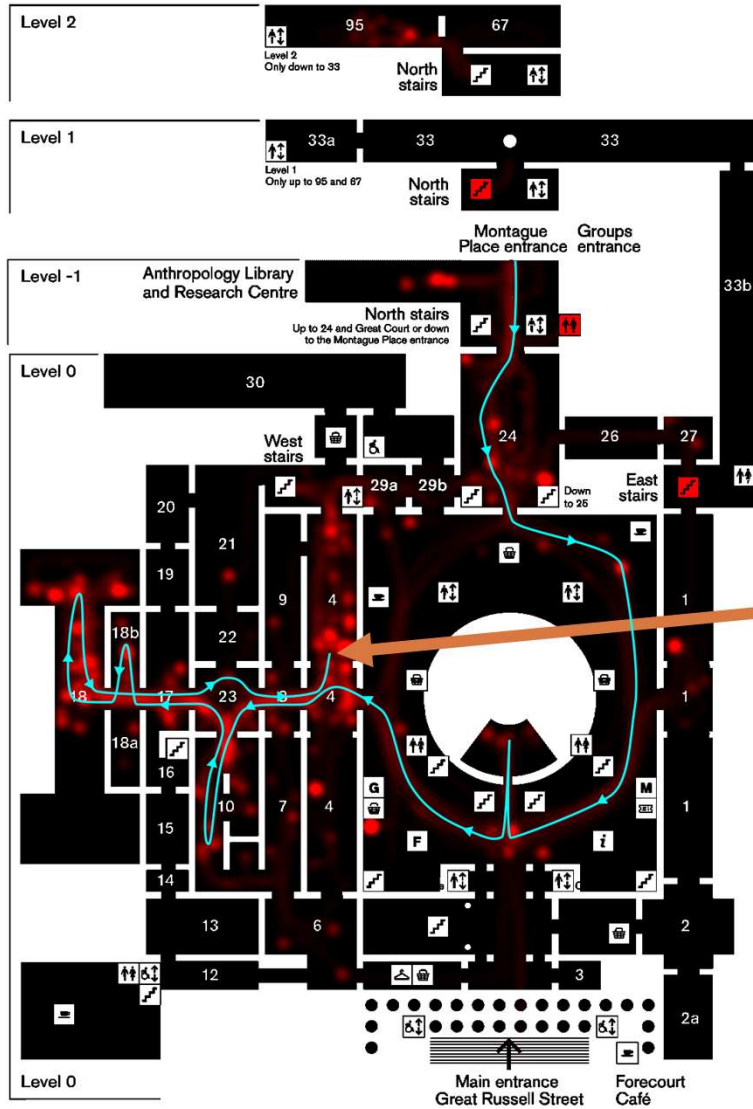 Level 2
95
67
Level 2
Only down to 33
North
stairs
Level 1
33a
33
33
Level 1
Only up to 95 and 67
North
stairs
Montague
Place entrance
Groups
entrance
33b
Level -1
Anthropology Library
and Research Centre
North stairs
Up to 24 and Great Court or down
to the Montague Place entrance
Level 0
30
24
26
27
West
stairs
29a
29b
Down
to 25
East
stairs
20
21
19
9
4
1
18b
22
18
17
23
3
4
1
18a
16
10
7
4
1
15
G
M
F
i
14
13
6
2
12
3
2a
Level 0
Main entrance
Great Russell Street
Forecourt
Café